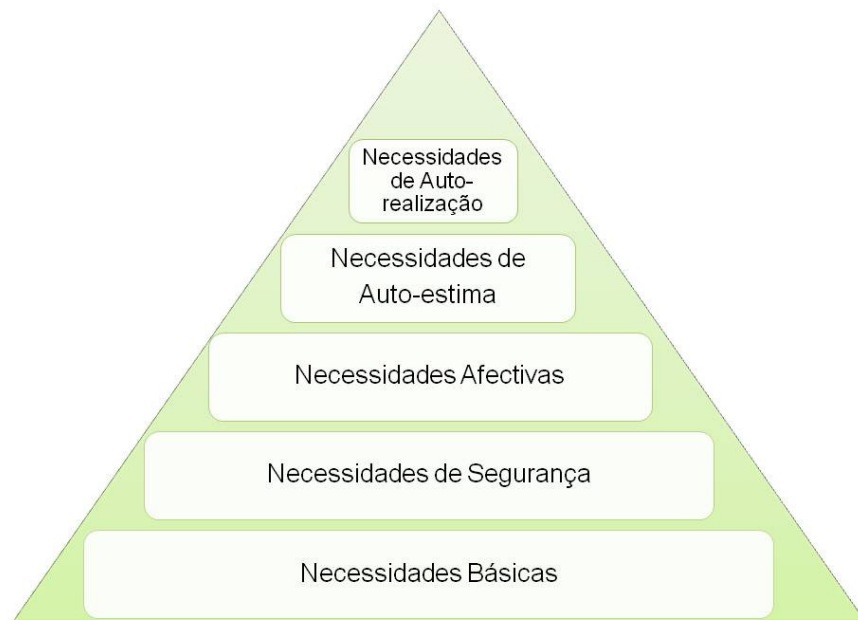 Necessidades
de Auto-
realização
Necessidades de
Auto-estima
Necessidades Afectivas
Necessidades de Segurança
Necessidades Básicas